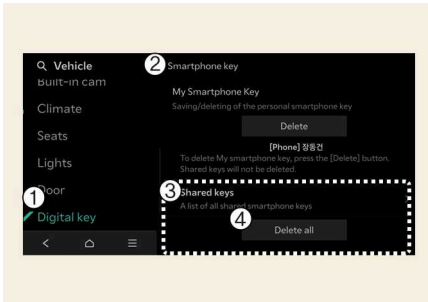 Vehicle
Built-in cam
Climate
Seats
Lights
Door
1
Digital key
2 Smartphone key
My Smartphone Key
Saving/deleting of the personal smartphone key
Delete
[Phone] 장동건
To delete My smartphone key, press the [Delete] button.
Shared keys will not be deleted.
3
Shared keys
A list of all shared smartphone keys
4
Delete all